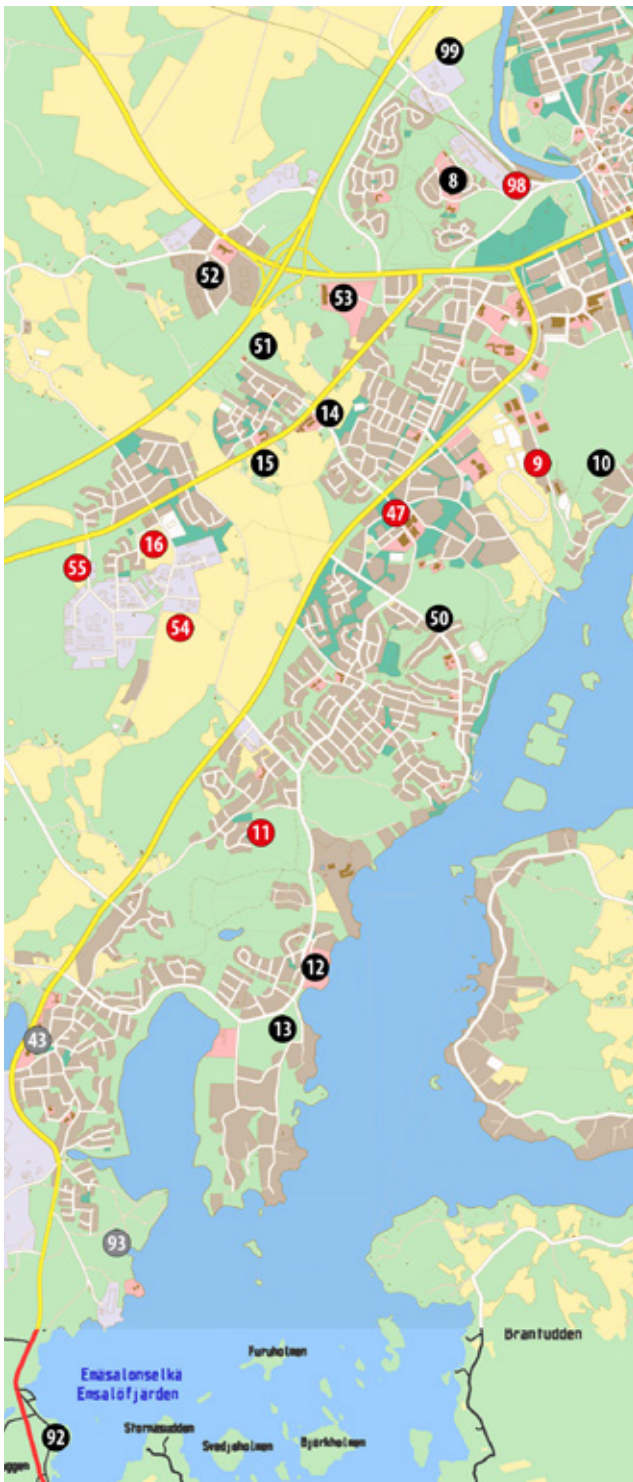 99
8
98
52
53
51
14
15
9
10
47
16
55
54
50
11
12
13
43
93
Brantudden
Furuholmen
Emäsalonselkä
Emsalöfjärden
Stornäsudden
Svedjeholmen
Björkholmen
92
ggen